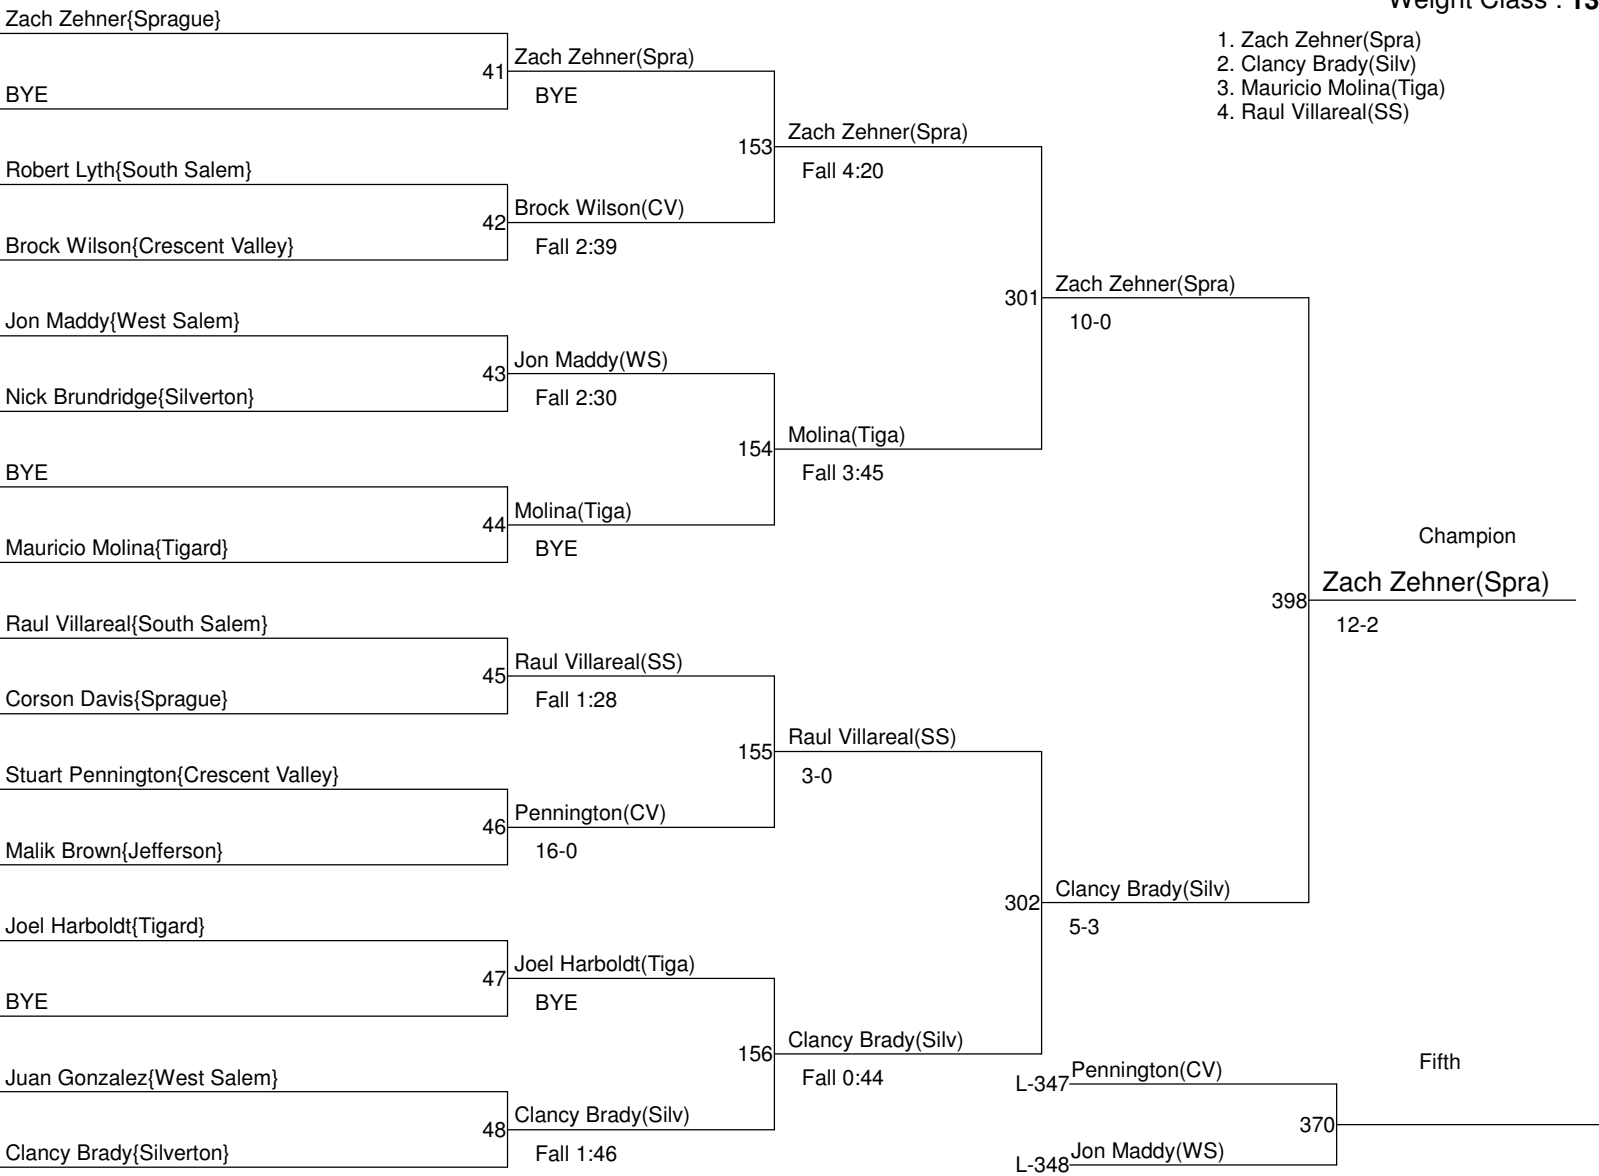 Weight Class : 13
1. Zach Zehner(Spra)
2. Clancy Brady(Silv)
3. Mauricio Molina(Tiga)
4. Raul Villareal(SS)
Zach Zehner{Sprague}
BYE
Robert Lyth{South Salem}
Brock Wilson{Crescent Valley}
Jon Maddy{West Salem}
Nick Brundridge{Silverton}
BYE
Mauricio Molina{Tigard}
Raul Villareal{South Salem}
Corson Davis{Sprague}
Stuart Pennington{Crescent Valley}
Malik Brown{Jefferson}
Joel Harboldt{Tigard}
BYE
Juan Gonzalez{West Salem}
Clancy Brady{Silverton}
41 Zach Zehner(Spra)
BYE
42 Brock Wilson(CV)
Fall 2:39
43 Jon Maddy(WS)
Fall 2:30
44 Molina(Tiga)
BYE
45 Raul Villareal(SS)
Fall 1:28
46 Pennington(CV)
16-0
47 Joel Harboldt(Tiga)
BYE
48 Clancy Brady(Silv)
Fall 1:46
153 Zach Zehner(Spra)
Fall 4:20
154 Molina(Tiga)
Fall 3:45
155 Raul Villareal(SS)
3-0
156 Clancy Brady(Silv)
Fall 0:44
301 Zach Zehner(Spra)
10-0
302 Clancy Brady(Silv)
5-3
Champion
398 Zach Zehner(Spra)
12-2
Fifth
L-347 Pennington(CV)
370
L-348 Jon Maddy(WS)